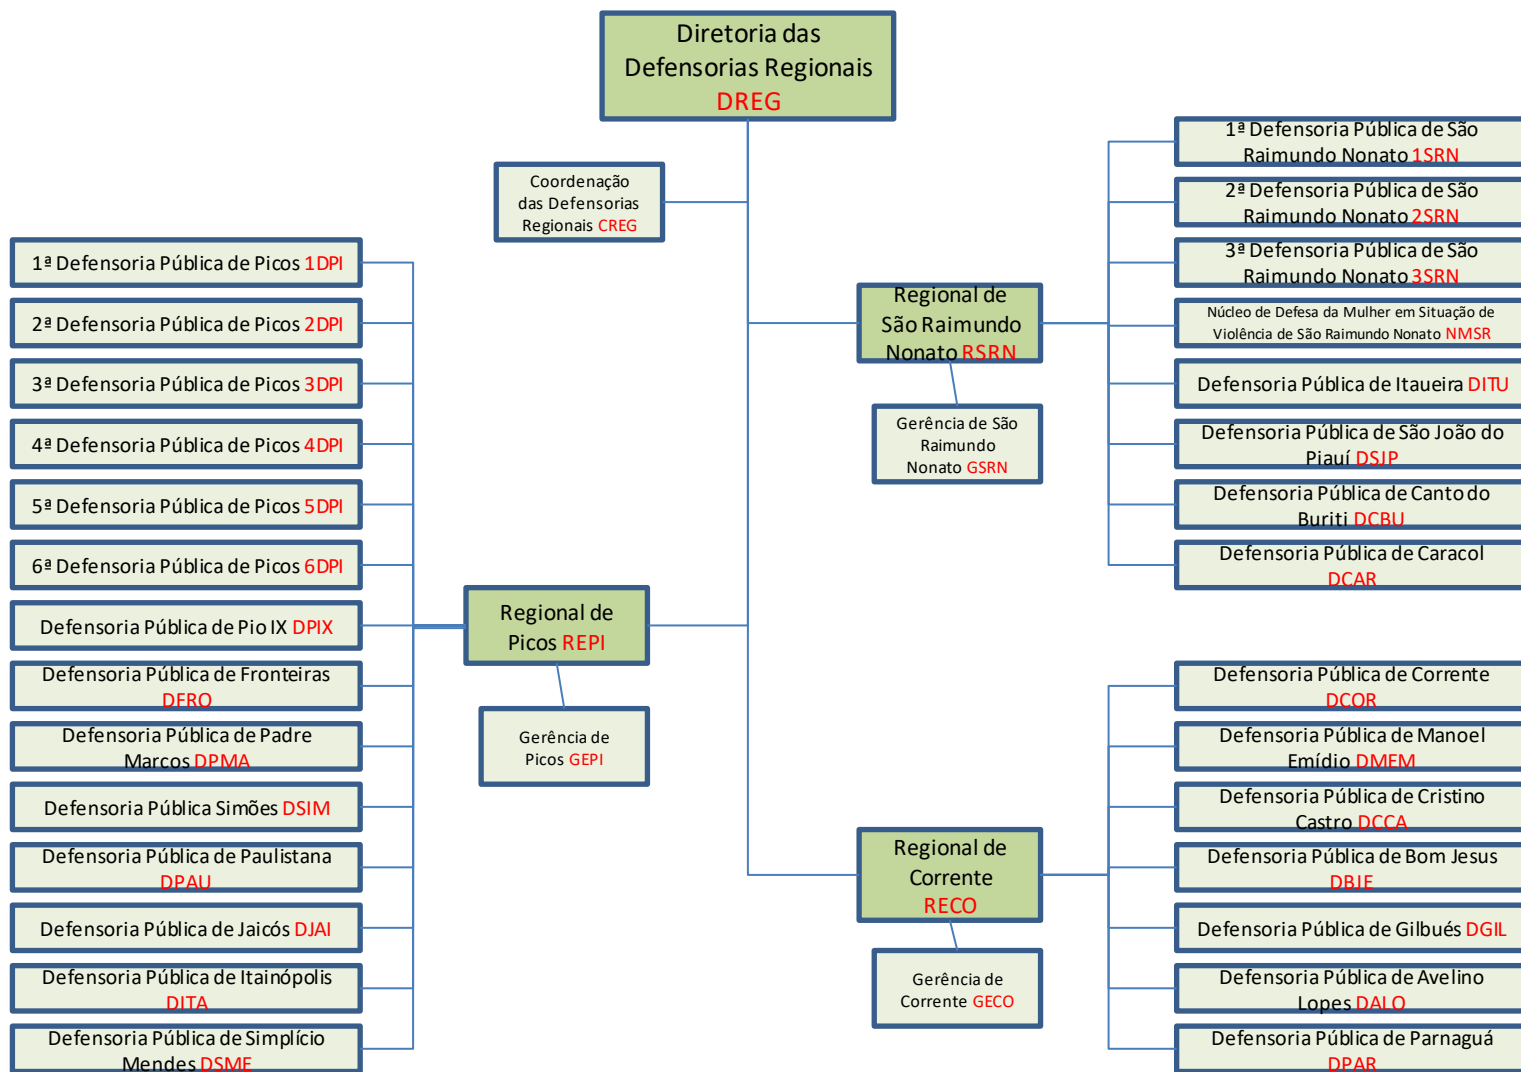 Diretoria das
Defensorias Regionais
DREG
Coordenação
das Defensorias
Regionais CREG
1ª Defensoria Pública de Picos 1DPI
2ª Defensoria Pública de Picos 2DPI
3ª Defensoria Pública de Picos 3DPI
4ª Defensoria Pública de Picos 4DPI
5ª Defensoria Pública de Picos 5DPI
6ª Defensoria Pública de Picos 6DPI
Defensoria Pública de Pio IX DPIX
Defensoria Pública de Fronteiras
DFRO
Defensoria Pública de Padre
Marcos DPMA
Defensoria Pública Simões DSIM
Defensoria Pública de Paulistana
DPAU
Defensoria Pública de Jaicós DJAI
Defensoria Pública de Itainópolis
DITA
Defensoria Pública de Simplício
Mendes DSME
Regional de
Picos REPI
Gerência de
Picos GEPI
Regional de
São Raimundo
Nonato RSRN
Gerência de São
Raimundo
Nonato GSRN
1ª Defensoria Pública de São
Raimundo Nonato 1SRN
2ª Defensoria Pública de São
Raimundo Nonato 2SRN
3ª Defensoria Pública de São
Raimundo Nonato 3SRN
Núcleo de Defesa da Mulher em Situação de
Violência de São Raimundo Nonato NMSR
Defensoria Pública de Itaueira DITU
Defensoria Pública de São João do
Piauí DSJP
Defensoria Pública de Canto do
Buriti DCBU
Defensoria Pública de Caracol
DCAR
Regional de
Corrente
RECO
Gerência de
Corrente GECO
Defensoria Pública de Corrente
DCOR
Defensoria Pública de Manoel
Emídio DMEM
Defensoria Pública de Cristino
Castro DCCA
Defensoria Pública de Bom Jesus
DBJE
Defensoria Pública de Gilbués DGIL
Defensoria Pública de Avelino
Lopes DALO
Defensoria Pública de Parnaguá
DPAR